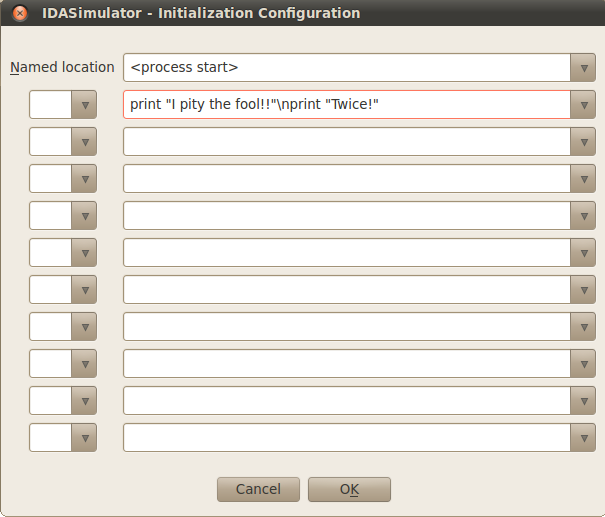 IDASimulator - Initialization Configuration
Named location <process start>
print "I pity the fool!!"\nprint "Twice!"
Cancel OK